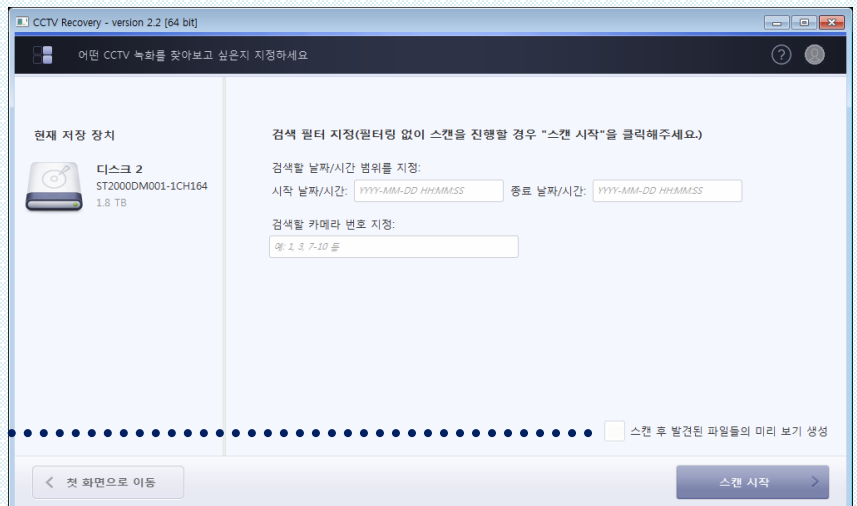 CCTV Recovery - version 2.2 [64 bit]
어떤 CCTV 녹화를 찾아보고 싶은지 지정하세요
현재 저장 장치
디스크 2
ST2000DM001-1CH164
1.8 TB
검색 필터 지정(필터링 없이 스캔을 진행할 경우 "스캔 시작"을 클릭해주세요.)
검색할 날짜/시간 범위를 지정:
시작 날짜/시간: YYYY-MM-DD HH:MM:SS 종료 날짜/시간: YYYY-MM-DD HH:MM:SS
검색할 카메라 번호 지정:
예: 1, 3, 7-10 등
스캔 후 발견된 파일들의 미리 보기 생성
첫 화면으로 이동
스캔 시작